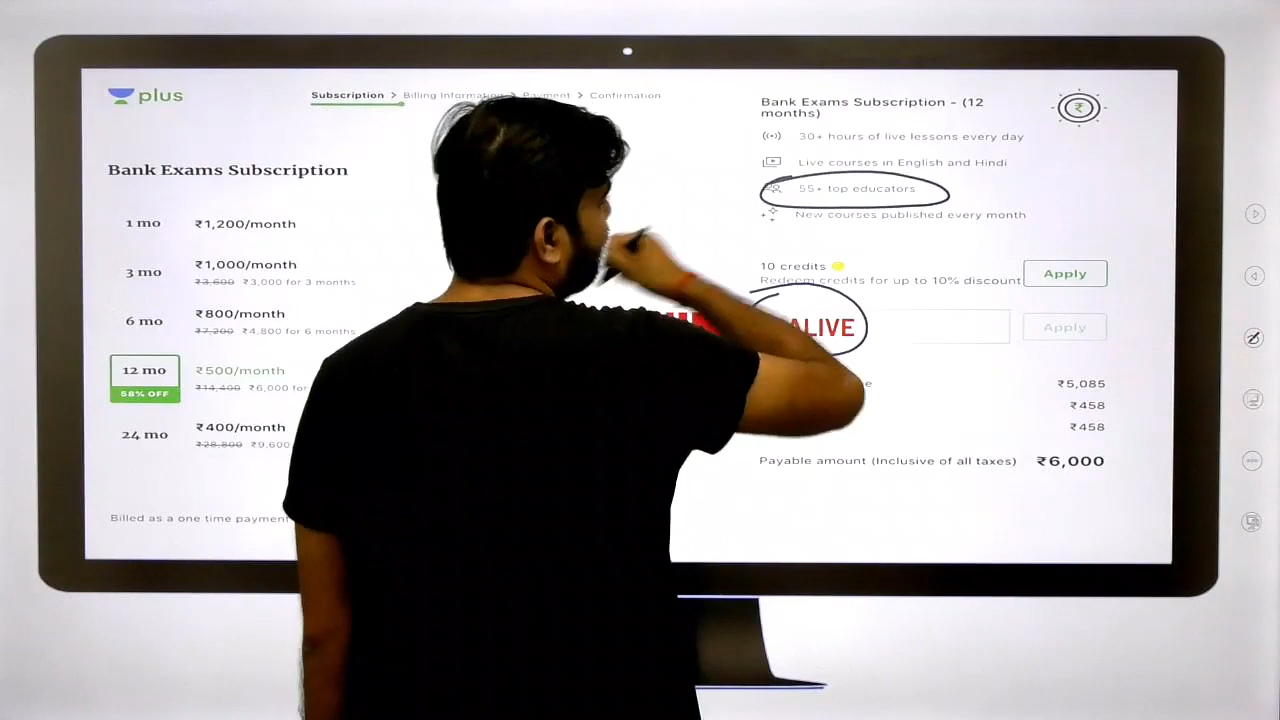 plus
Subscription > Billing Information > Payment > Confirmation
Bank Exams Subscription
1 mo ₹1,200/month
3 mo ₹1,000/month
₹3,600 ₹3,000 for 3 months
6 mo ₹800/month
₹7,200 ₹4,800 for 6 months
12 mo ₹500/month
58% OFF ₹14,400 ₹6,000 for
24 mo ₹400/month
₹28,800 ₹9,600
Billed as a one time payment
Bank Exams Subscription - (12
months)
30+ hours of live lessons every day
Live courses in English and Hindi
55+ top educators
New courses published every month
10 credits
Redeem credits for up to 10% discount
Apply
ALIVE
Apply
₹5,085
₹458
₹458
Payable amount (Inclusive of all taxes) ₹6,000